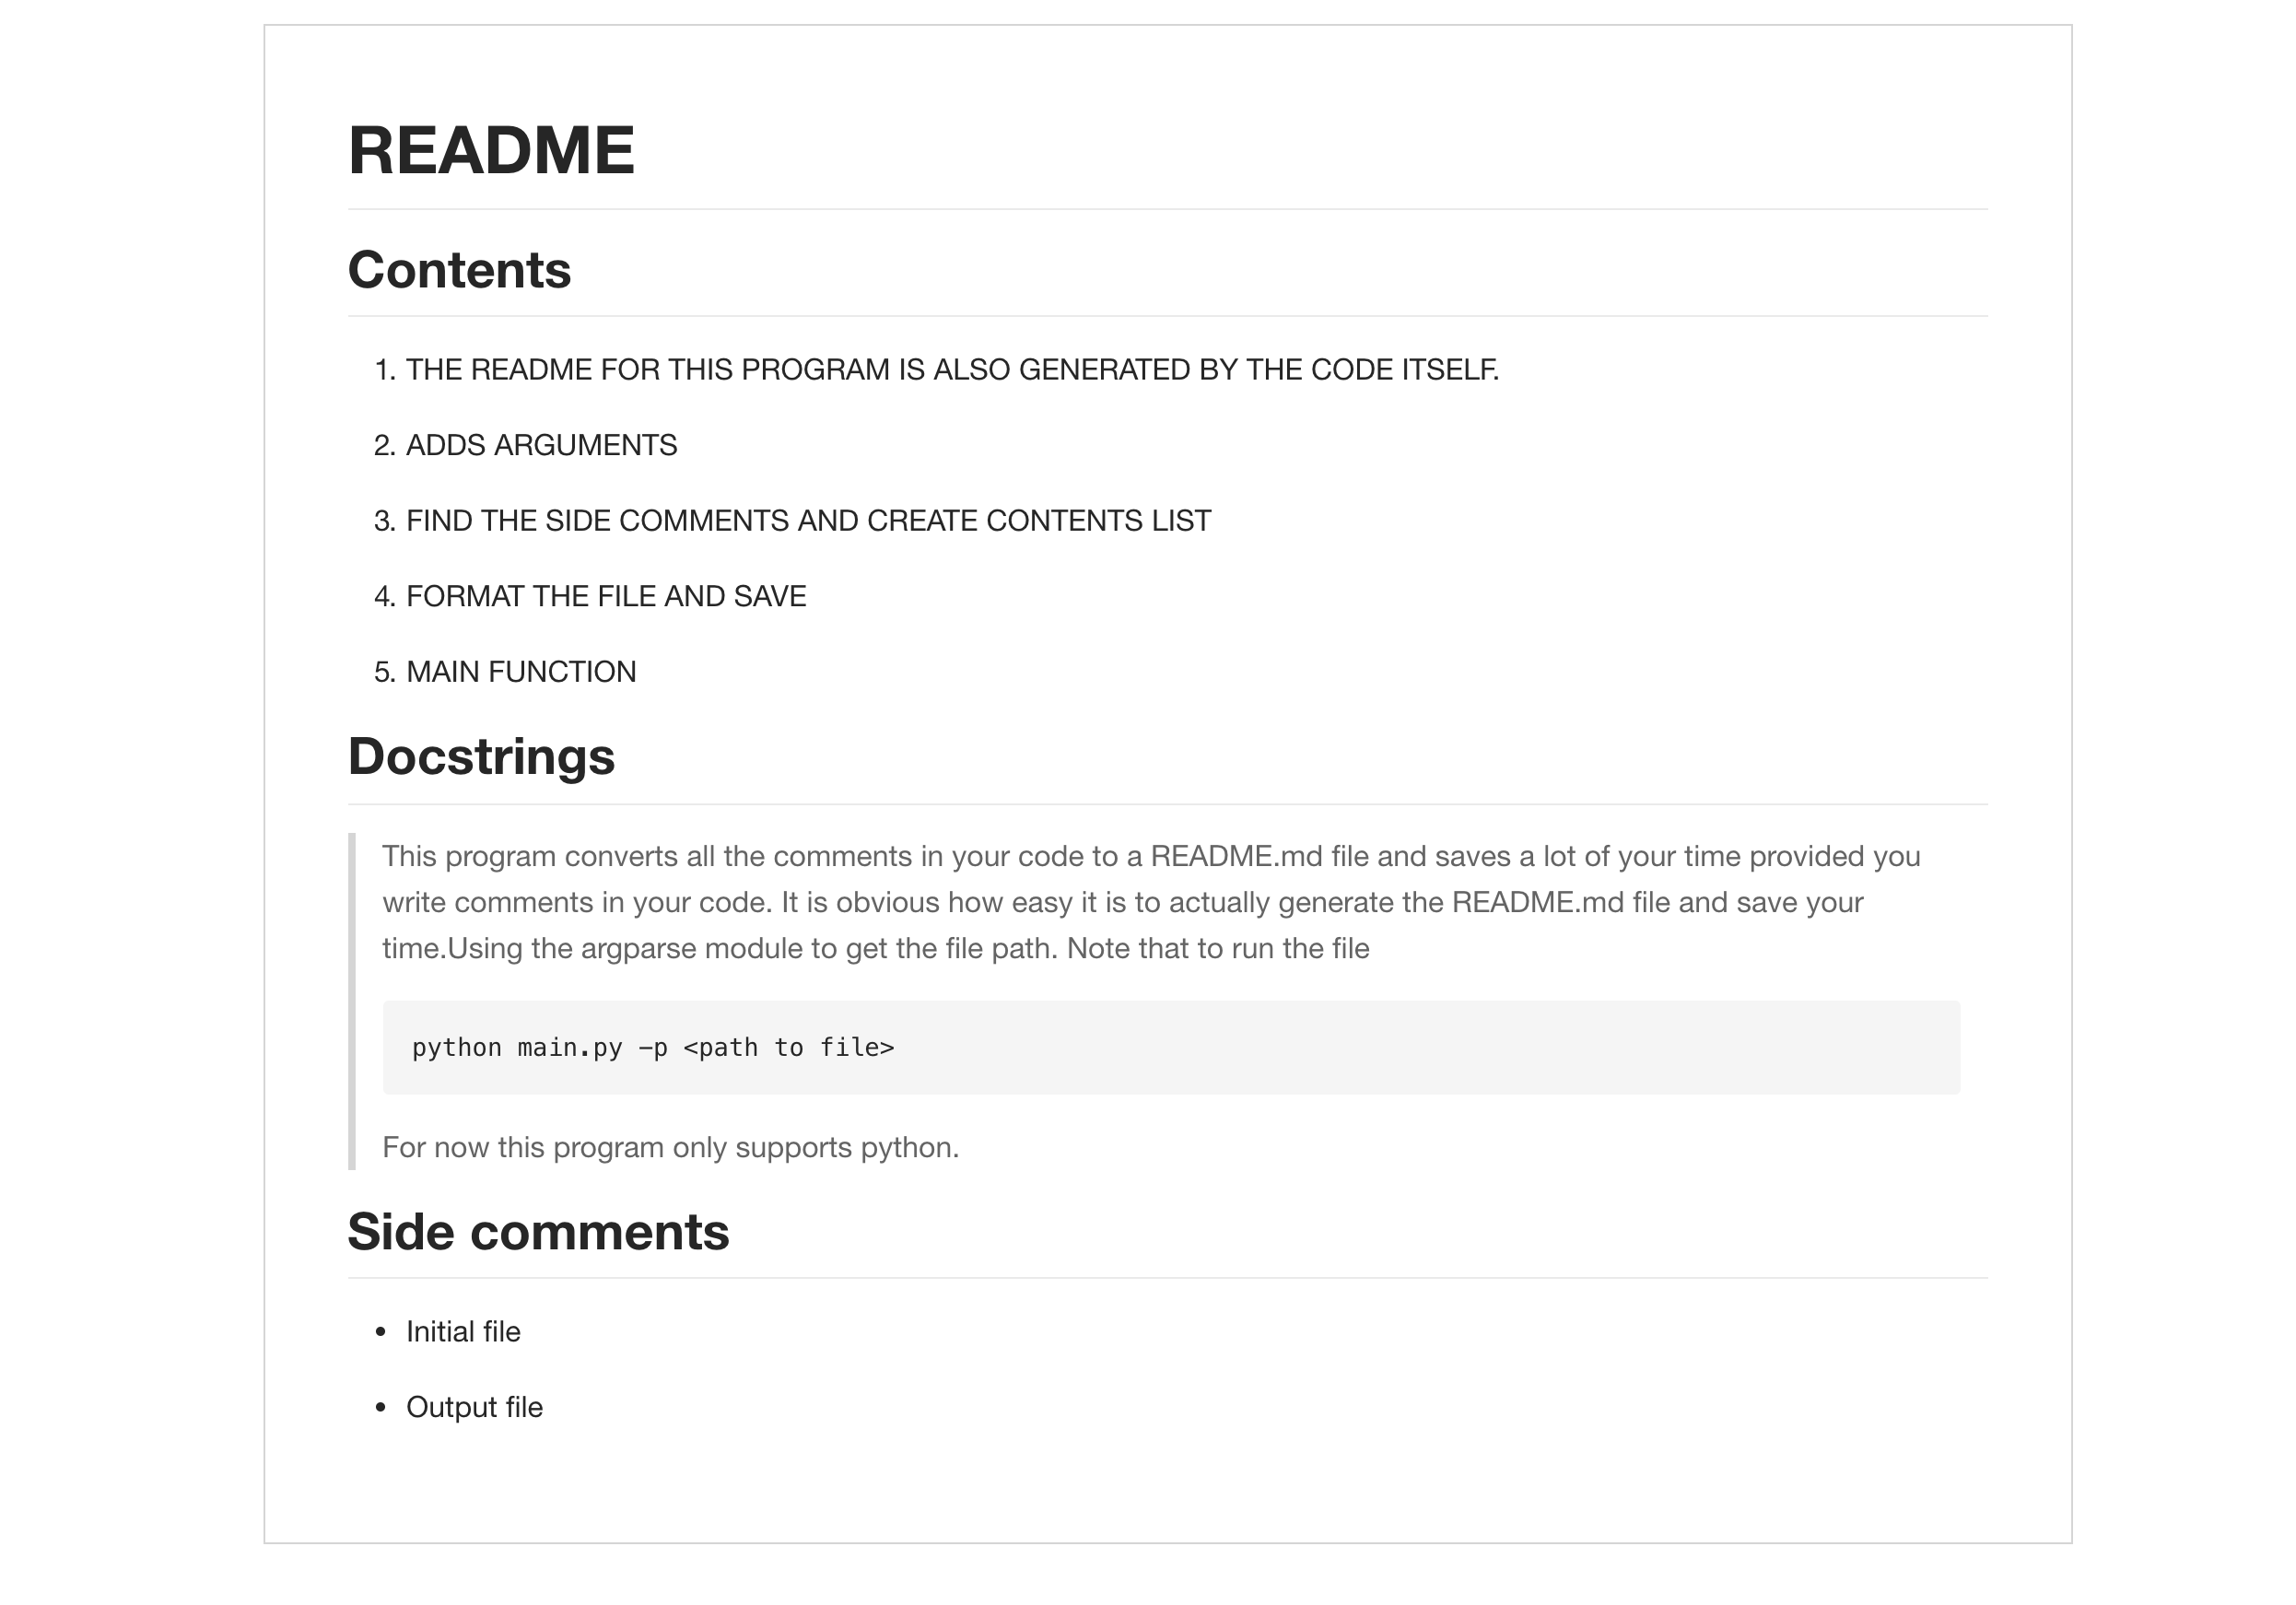 README
Contents
1. THE README FOR THIS PROGRAM IS ALSO GENERATED BY THE CODE ITSELF.
2. ADDS ARGUMENTS
3. FIND THE SIDE COMMENTS AND CREATE CONTENTS LIST
4. FORMAT THE FILE AND SAVE
5. MAIN FUNCTION
Docstrings
This program converts all the comments in your code to a README.md file and saves a lot of your time provided you
write comments in your code. It is obvious how easy it is to actually generate the README.md file and save your
time.Using the argparse module to get the file path. Note that to run the file
python main.py -p <path to file>
For now this program only supports python.
Side comments
• Initial file
• Output file